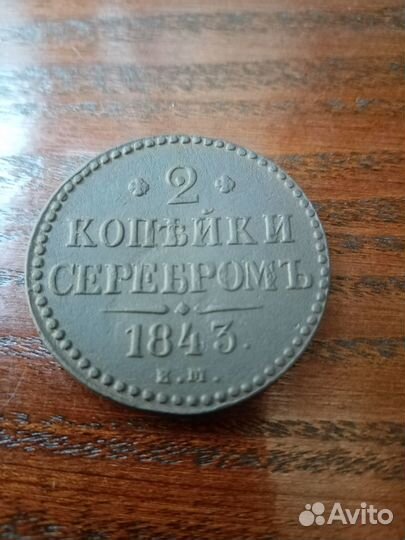 2
КОПѢЙКИ
СЕРЕБРОМЪ
1843.
Е.М.
Avito